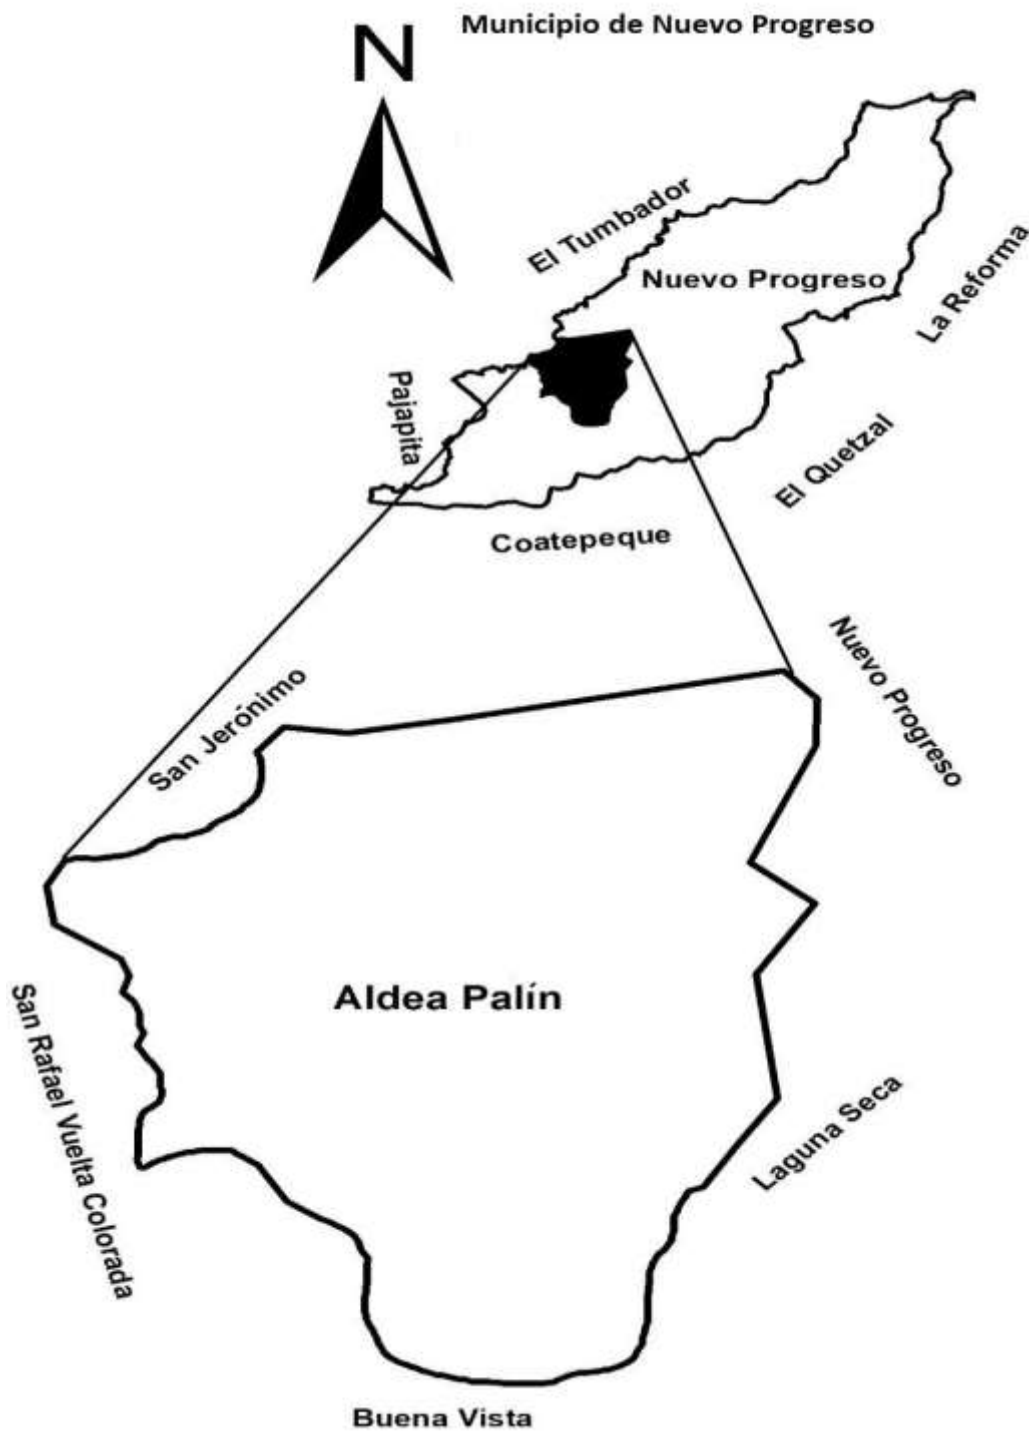 Municipio de Nuevo Progreso
N
El Tumbador
Nuevo Progreso
La Reforma
Pajapita
El Quetzal
Coatepeque
Nuevo Progreso
San Jerónimo
Aldea Palín
San Rafael Vuelta Colorada
Laguna Seca
Buena Vista